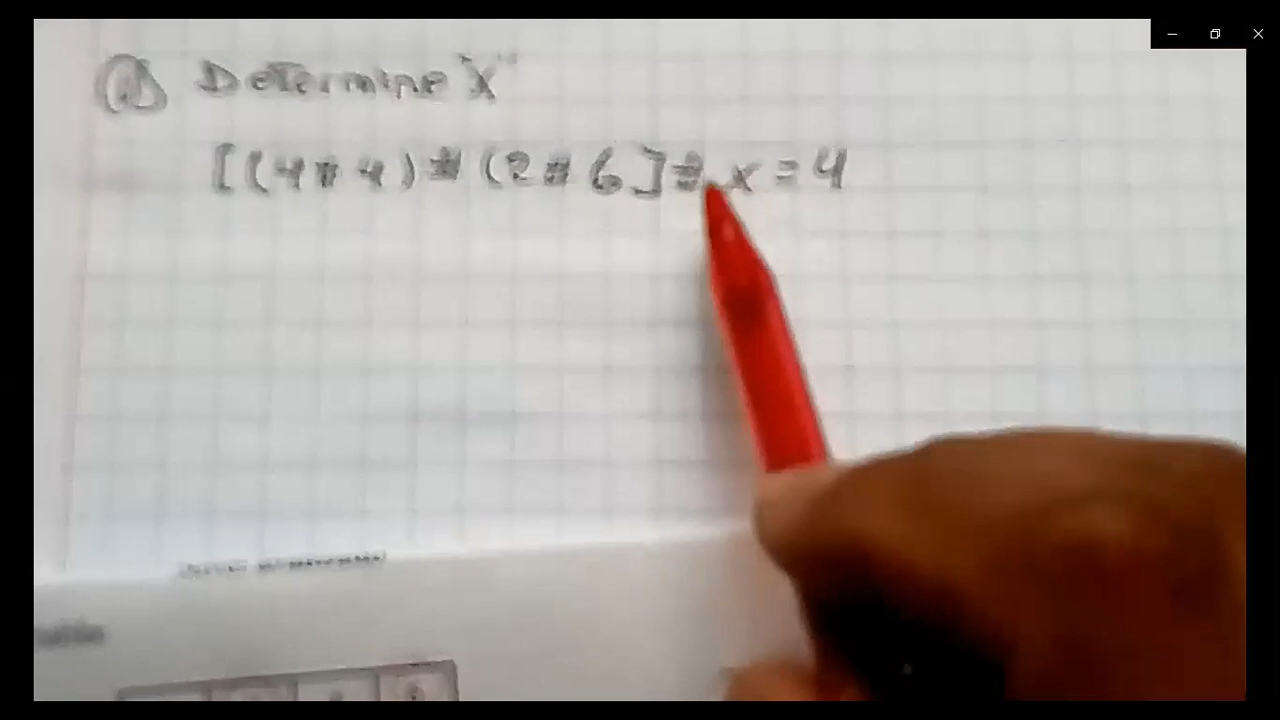 a) Determine "X"
[(4 # 4) # (2 # 6] # x = 4